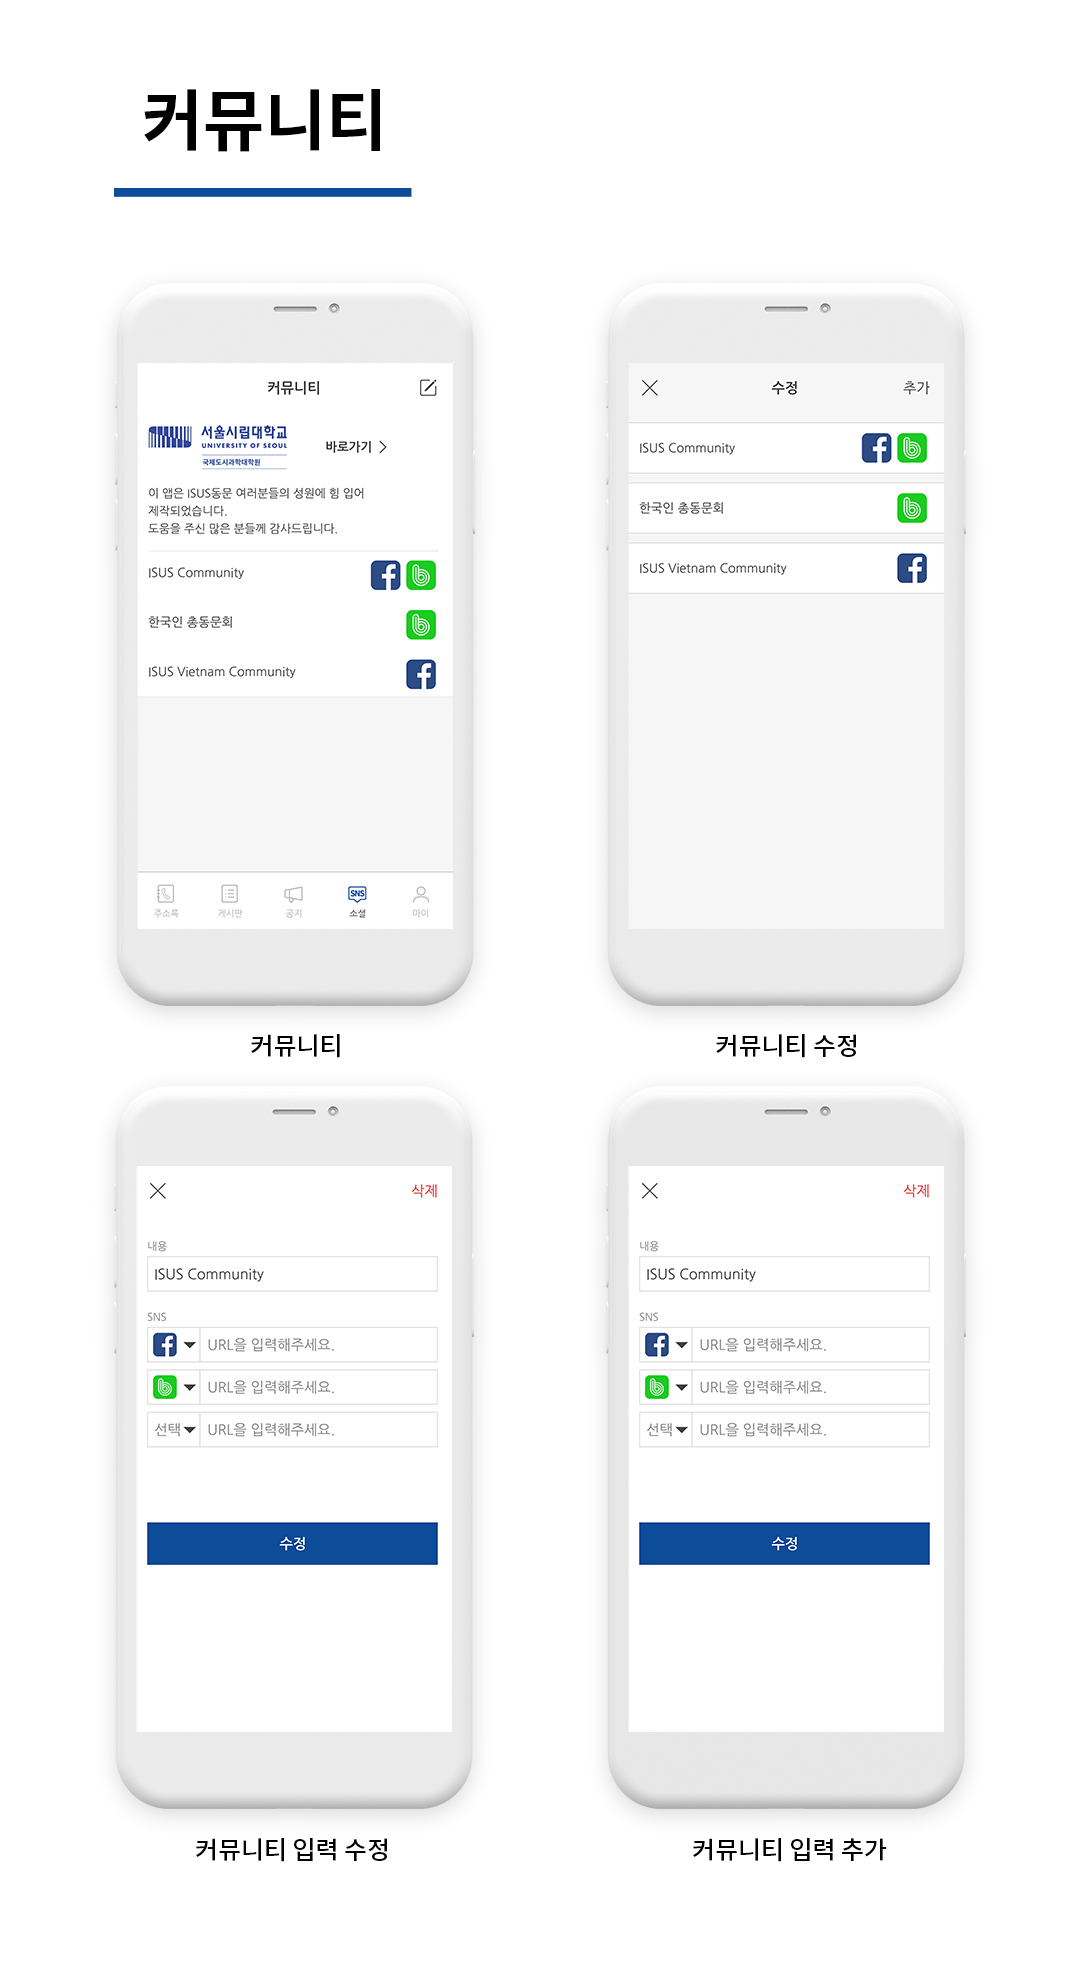 커뮤니티
커뮤니티
서울시립대학교
UNIVERSITY OF SEOUL
국제도시과학대학원
바로가기
이 앱은 ISUS동문 여러분들의 성원에 힘 입어
제작되었습니다.
도움을 주신 많은 분들께 감사드립니다.
ISUS Community
한국인 총동문회
ISUS Vietnam Community
주소록 게시판 공지 SNS 소셜 마이
커뮤니티
수정 추가
ISUS Community
한국인 총동문회
ISUS Vietnam Community
커뮤니티 수정
삭제
내용
ISUS Community
SNS
URL을 입력해주세요.
URL을 입력해주세요.
선택 URL을 입력해주세요.
수정
커뮤니티 입력 수정
삭제
내용
ISUS Community
SNS
URL을 입력해주세요.
URL을 입력해주세요.
선택 URL을 입력해주세요.
수정
커뮤니티 입력 추가